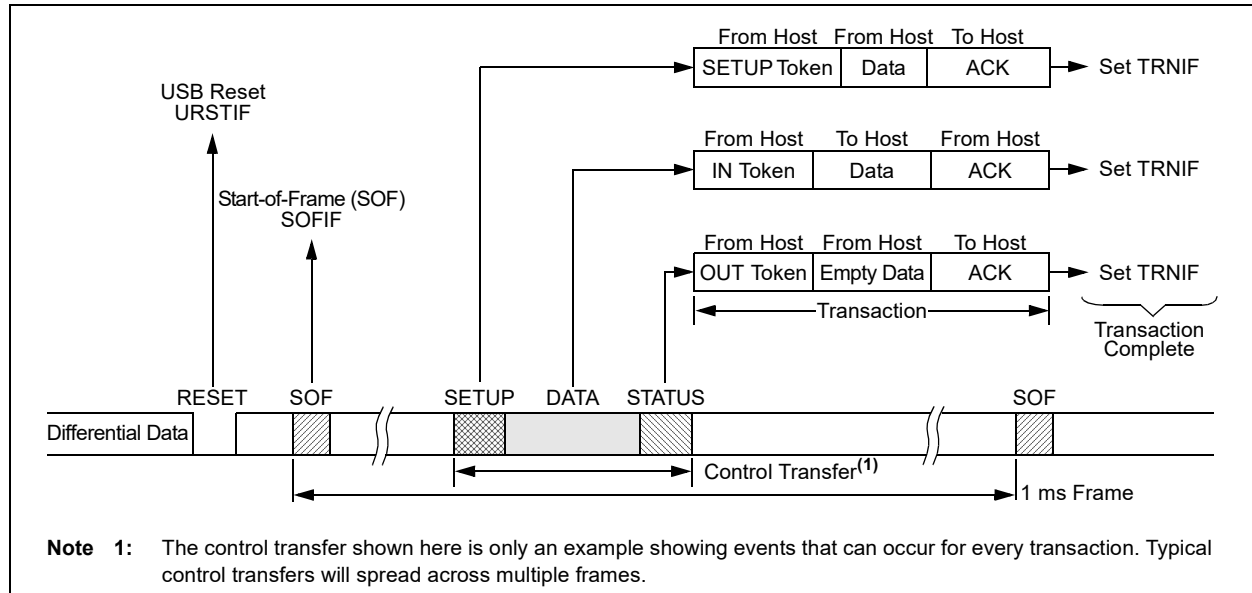 From Host From Host To Host
SETUP Token Data ACK Set TRNIF
USB Reset
URSTIF
From Host To Host From Host
IN Token Data ACK Set TRNIF
Start-of-Frame (SOF)
SOFIF
From Host From Host To Host
OUT Token Empty Data ACK Set TRNIF
Transaction
Transaction
Complete
RESET SOF SETUP DATA STATUS SOF
Differential Data
Control Transfer(1)
1 ms Frame
Note 1: The control transfer shown here is only an example showing events that can occur for every transaction. Typical
control transfers will spread across multiple frames.